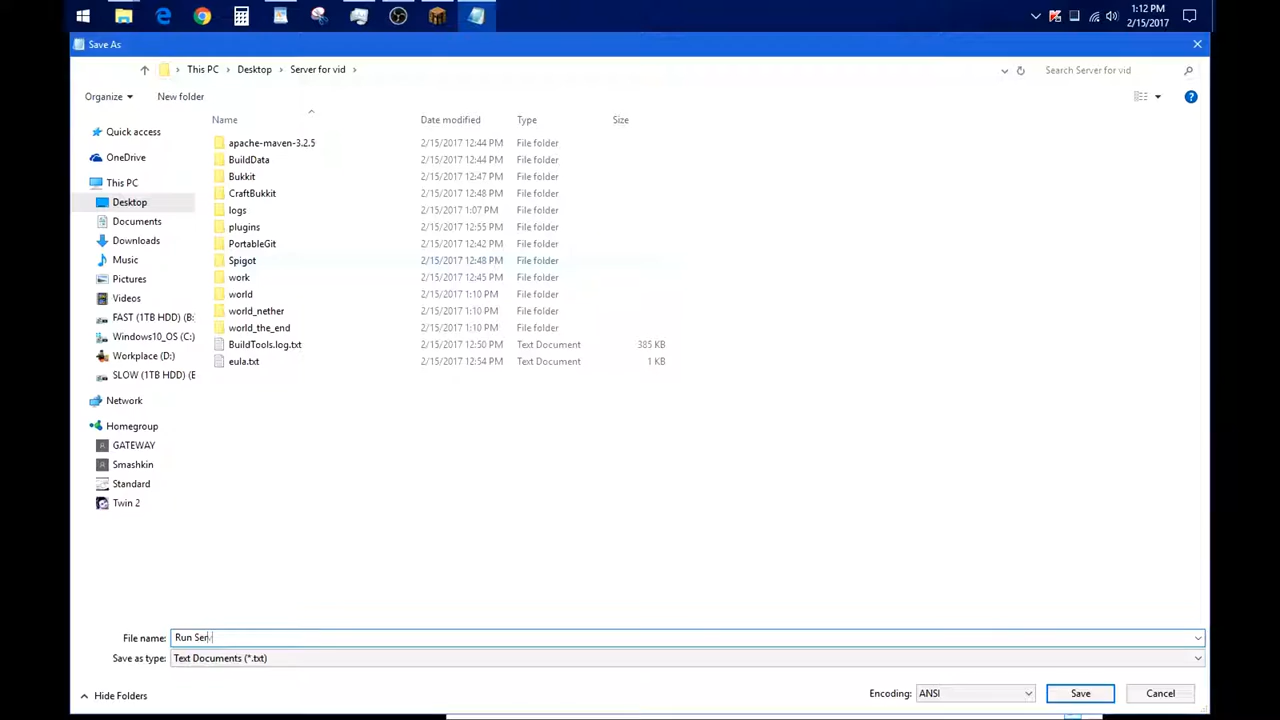 1:12 PM
2/15/2017
Save As
This PC
Desktop
Server for vid
Search Server for vid
Organize
New folder
Name
Date modified
Type
Size
Quick access
OneDrive
This PC
Desktop
Documents
Downloads
Music
Pictures
Videos
FAST (1TB HDD) (B:
Windows10_OS (C:)
Workplace (D:)
SLOW (1TB HDD) (E
Network
Homegroup
GATEWAY
Smashkin
Standard
Twin 2
apache-maven-3.2.5 2/15/2017 12:44 PM File folder
BuildData 2/15/2017 12:44 PM File folder
Bukkit 2/15/2017 12:47 PM File folder
CraftBukkit 2/15/2017 12:48 PM File folder
logs 2/15/2017 1:07 PM File folder
plugins 2/15/2017 12:55 PM File folder
PortableGit 2/15/2017 12:42 PM File folder
Spigot 2/15/2017 12:48 PM File folder
work 2/15/2017 12:45 PM File folder
world 2/15/2017 1:10 PM File folder
world_nether 2/15/2017 1:10 PM File folder
world_the_end 2/15/2017 1:10 PM File folder
BuildTools.log.txt 2/15/2017 12:50 PM Text Document 385 KB
eula.txt 2/15/2017 12:54 PM Text Document 1 KB
File name: Run Serv
Save as type: Text Documents (*.txt)
Hide Folders
Encoding: ANSI
Save
Cancel